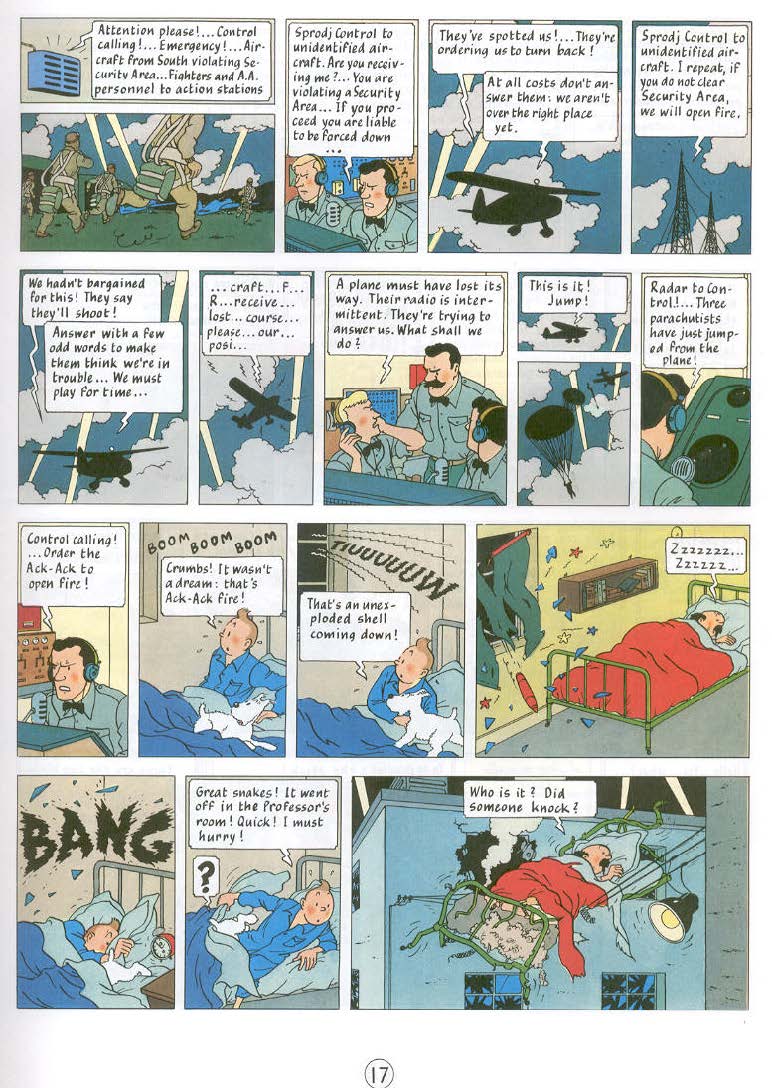 Attention please!... Control
calling!... Emergency!... Air-
craft from South violating Se-
curity Area... Fighters and A.A.
personnel to action stations
Sprodj Control to
unidentified air-
craft. Are you receiv-
ing me?... You are
violating a Security
Area... If you pro-
ceed you are liable
to be forced down
They've spotted us!... They're
ordering us to turn back!
At all costs don't an-
swer them: we aren't
over the right place
yet.
Sprodj Control to
unidentified air-
craft. I repeat, if
you do not clear
Security Area,
we will open fire.
We hadn't bargained
for this! They say
they'll shoot!
Answer with a few
odd words to make
them think we're in
trouble... We must
play for time...
... craft... F...
R...receive...
lost... course...
please... our...
posi...
A plane must have lost its
way. Their radio is inter-
mittent. They're trying to
answer us. What shall we
do?
This is it!
Jump!
Radar to Con-
trol!... Three
parachutists
have just jump-
ed from the
plane!
Control calling!
...Order the
Ack-Ack to
open fire!
BOOM BOOM BOOM
Crumbs! It wasn't
a dream: that's
Ack-Ack fire!
HUUUUUW
That's an unex-
ploded shell
coming down!
Zzzzzzz...
Zzzzzz...
BANG
Great snakes! It went
off in the Professor's
room! Quick! I must
hurry!
?
Who is it? Did
someone knock?
17